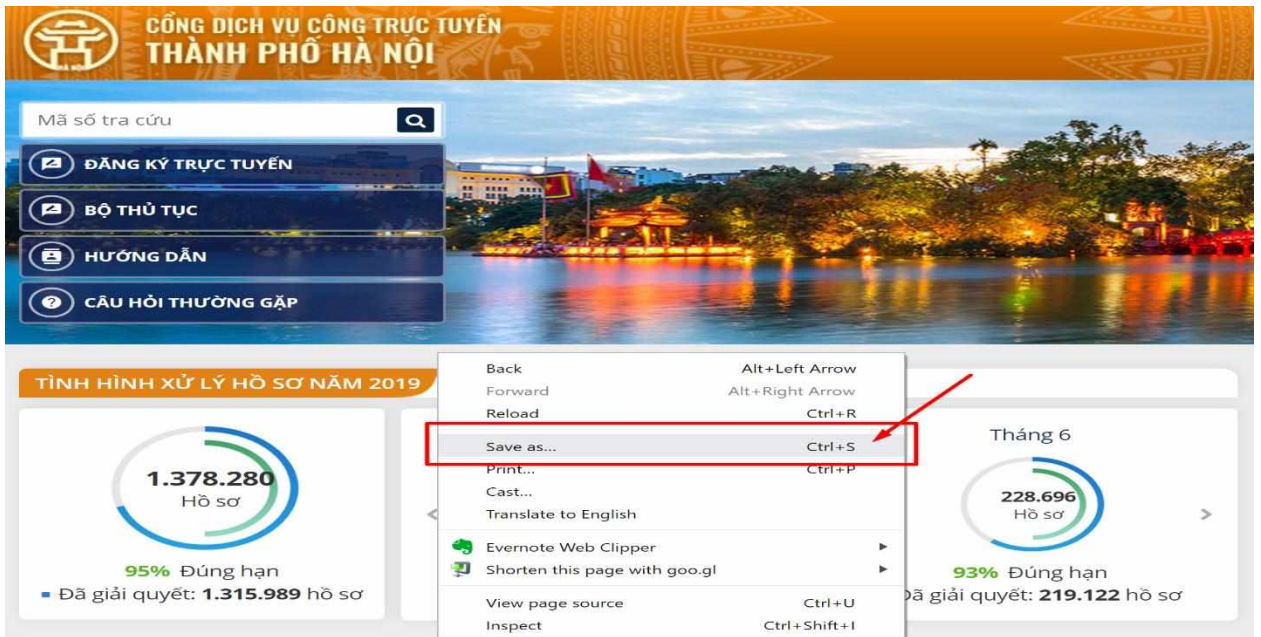 CỔNG DỊCH VỤ CÔNG TRỰC TUYẾN
THÀNH PHỐ HÀ NỘI
HÀ NỘI
Mã số tra cứu
ĐĂNG KÝ TRỰC TUYẾN
BỘ THỦ TỤC
HƯỚNG DẪN
CÂU HỎI THƯỜNG GẶP
TÌNH HÌNH XỬ LÝ HỒ SƠ NĂM 2019
1.378.280
Hồ sơ
95% Đúng hạn
Đã giải quyết: 1.315.989 hồ sơ
Back Alt+Left Arrow
Forward Alt+Right Arrow
Reload Ctrl+R
Save as... Ctrl+S
Print... Ctrl+P
Cast...
Translate to English
Evernote Web Clipper
Shorten this page with goo.gl
View page source Ctrl+U
Inspect Ctrl+Shift+I
Tháng 6
228.696
Hồ sơ
93% Đúng hạn
Đã giải quyết: 219.122 hồ sơ